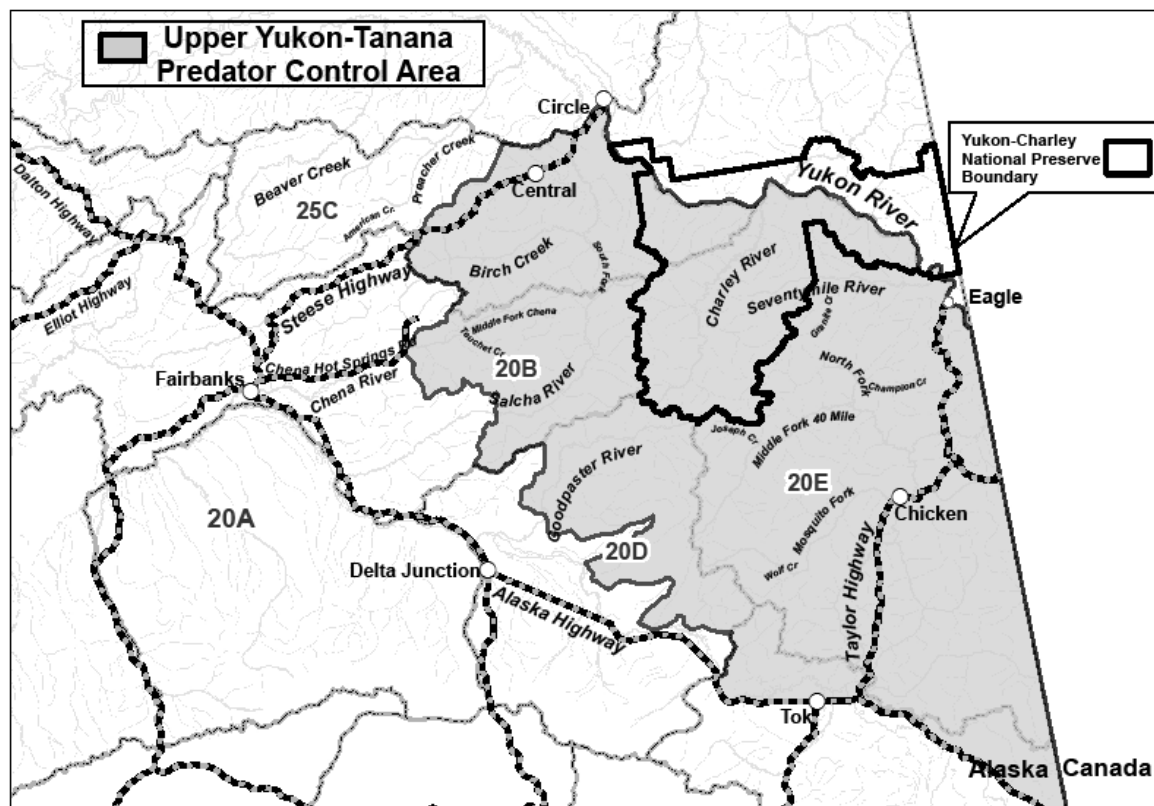 Upper Yukon-Tanana
Predator Control Area
Circle
Yukon-Charley
National Preserve
Boundary
Preacher Creek
Beaver Creek
Central
Yukon River
Dalton Highway
25C
American Cr.
Birch Creek
South Fork
Charley River
Steese Highway
Seventymile River
Eagle
Elliot Highway
Granite Cr
Middle Fork Chena
Teuchet Cr
Chena Hot Springs Rd
20B
North Fork
Fairbanks
Chena River
Salcha River
Champion Cr
Joseph Cr
Middle Fork 40 Mile
Goodpaster River
20E
20A
Mosquito Fork
Chicken
20D
Delta Junction
Wolf Cr
Alaska Highway
Taylor Highway
Tok
Alaska
Canada